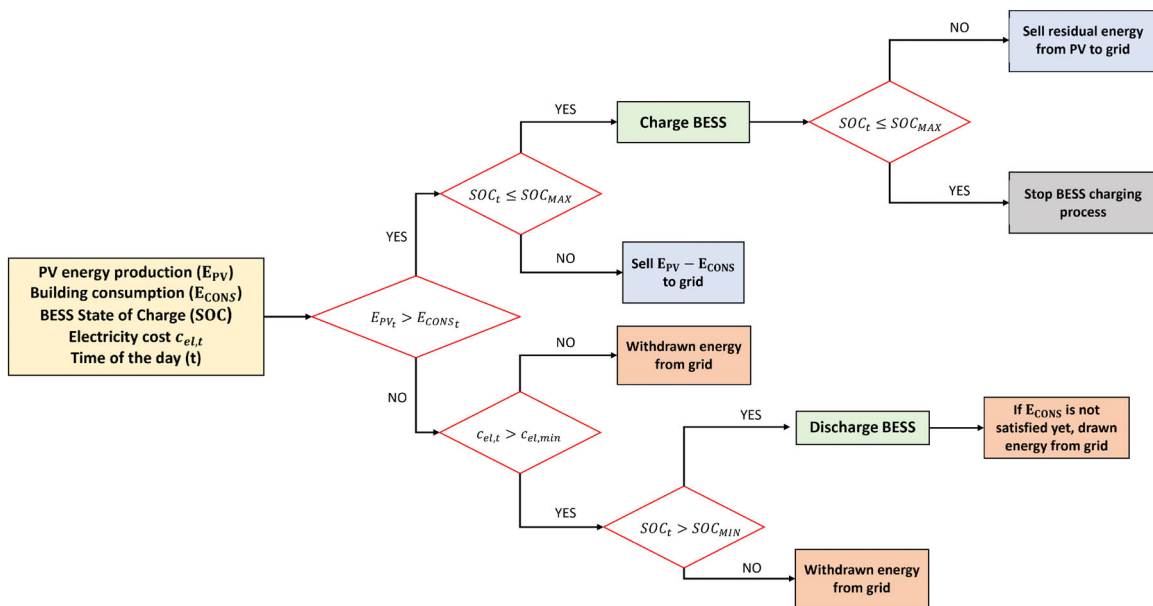 NO
Sell residual energy
from PV to grid
YES
Charge BESS
SOC_t ≤ SOC_MAX
SOC_t ≤ SOC_MAX
YES
Stop BESS charging
process
YES
NO
Sell E_PV − E_CONS
to grid
PV energy production (E_PV)
Building consumption (E_CONS)
BESS State of Charge (SOC)
Electricity cost c_el,t
Time of the day (t)
E_PV_t > E_CONS_t
NO
Withdrawn energy
from grid
NO
c_el,t > c_el,min
YES
Discharge BESS
If E_CONS is not
satisfied yet, drawn
energy from grid
YES
SOC_t > SOC_MIN
NO
Withdrawn energy
from grid